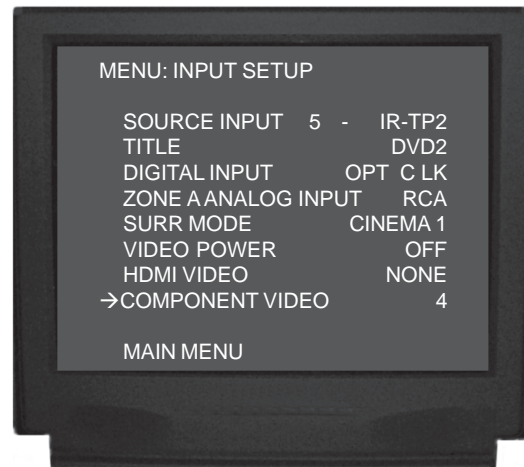 MENU: INPUT SETUP
SOURCE INPUT 5 - IR-TP2
TITLE DVD2
DIGITAL INPUT OPT C LK
ZONE A ANALOG INPUT RCA
SURR MODE CINEMA 1
VIDEO POWER OFF
HDMI VIDEO NONE
→COMPONENT VIDEO 4
MAIN MENU